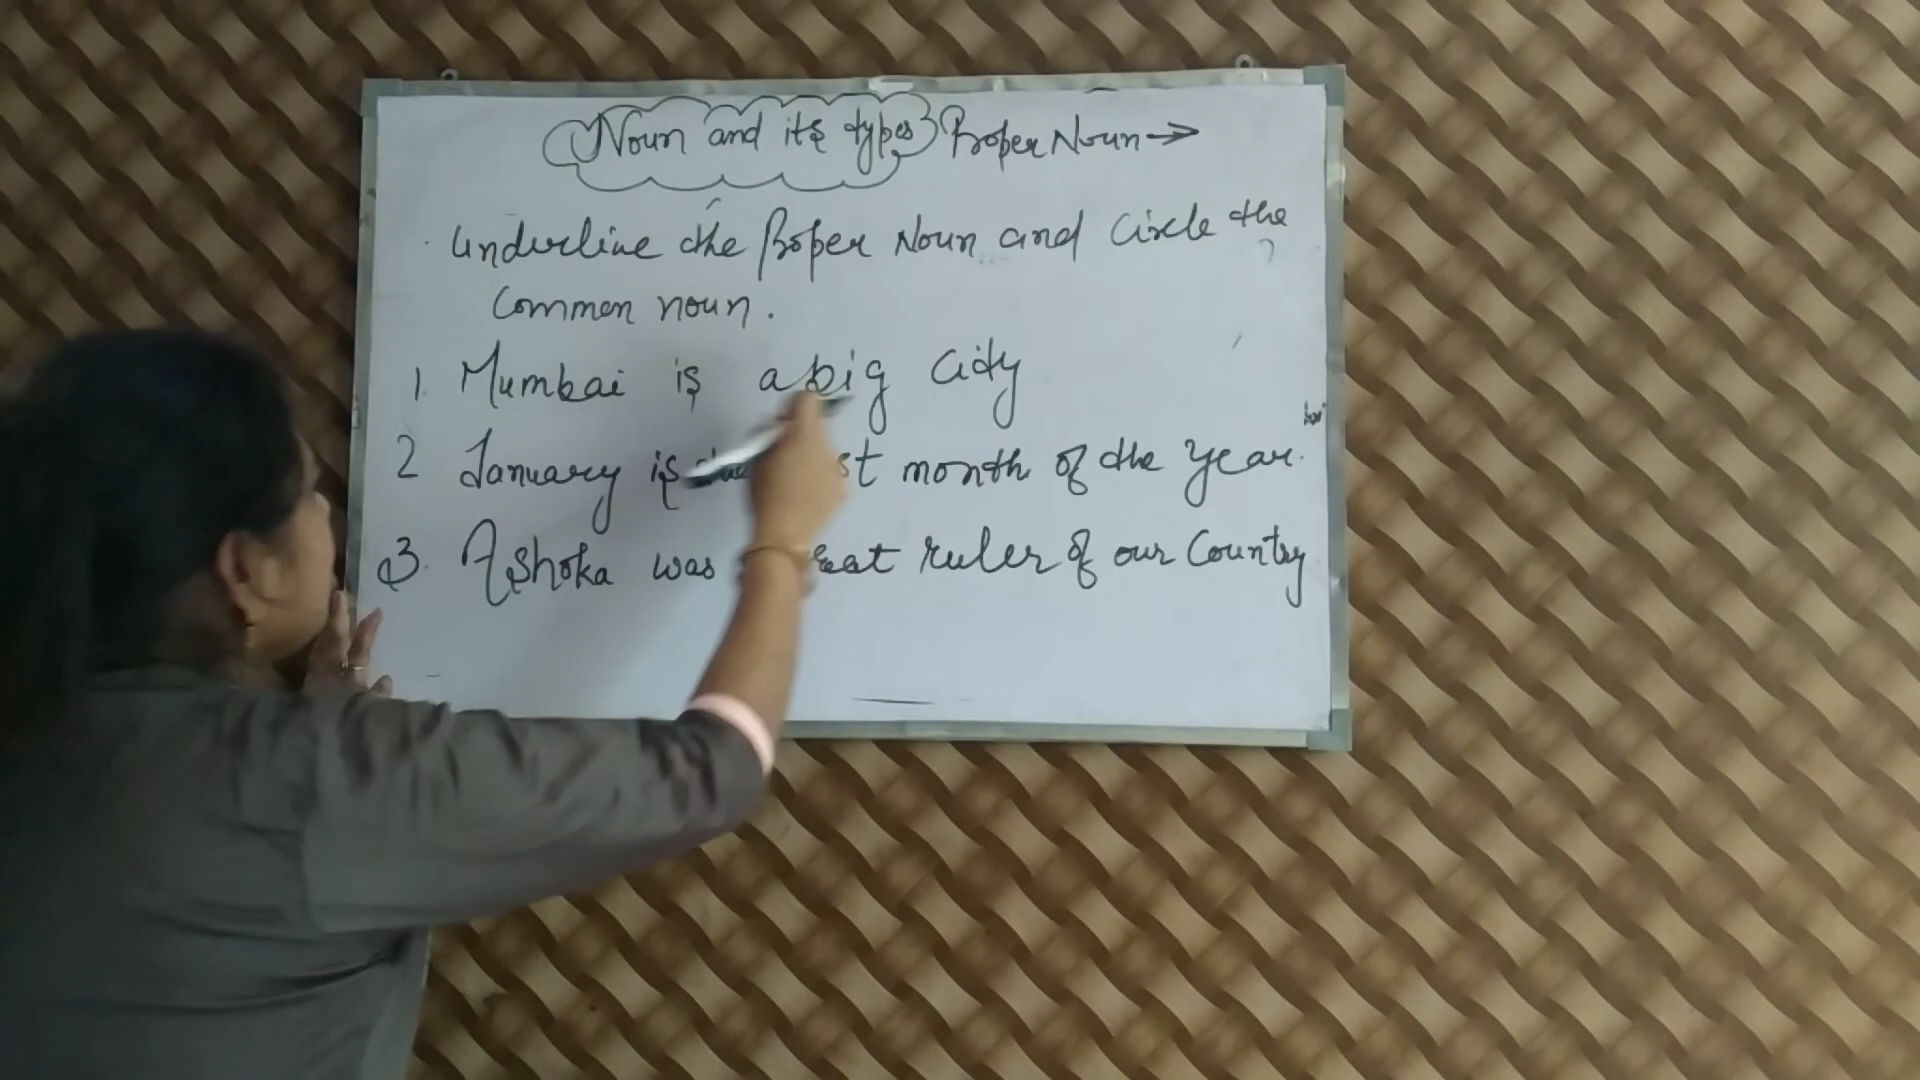 Noun and its types Proper Noun →
Underline the Proper Noun and Circle the
Common noun.
1. Mumbai is a big City
2 January is month of the year.
3. Ashoka was ruler of our Country